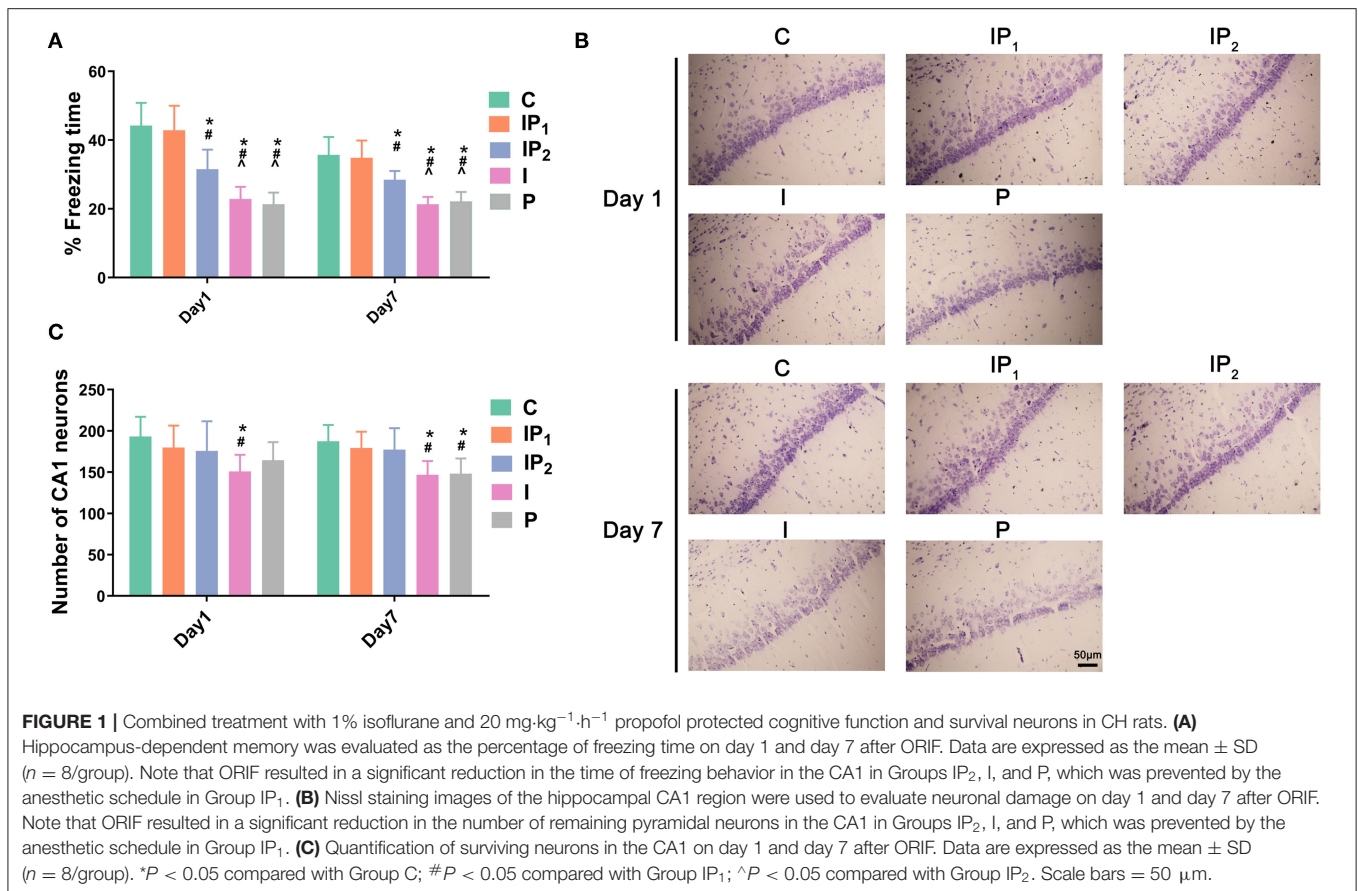 A
% Freezing time
60
40
20
0
*
#
*
#
^
*
#
^
*
#
*
#
^
*
#
^
Day1
Day7
C
IP₁
IP₂
I
P
B
C
IP₁
IP₂
Day 1
I
P
C
IP₁
IP₂
Day 7
I
P
50μm
C
Number of CA1 neurons
250
200
150
100
50
0
*
#
*
#
*
#
Day1
Day7
C
IP₁
IP₂
I
P
FIGURE 1 | Combined treatment with 1% isoflurane and 20 mg·kg⁻¹·h⁻¹ propofol protected cognitive function and survival neurons in CH rats. (A)
Hippocampus-dependent memory was evaluated as the percentage of freezing time on day 1 and day 7 after ORIF. Data are expressed as the mean ± SD
(n = 8/group). Note that ORIF resulted in a significant reduction in the time of freezing behavior in the CA1 in Groups IP₂, I, and P, which was prevented by the
anesthetic schedule in Group IP₁. (B) Nissl staining images of the hippocampal CA1 region were used to evaluate neuronal damage on day 1 and day 7 after ORIF.
Note that ORIF resulted in a significant reduction in the number of remaining pyramidal neurons in the CA1 in Groups IP₂, I, and P, which was prevented by the
anesthetic schedule in Group IP₁. (C) Quantification of surviving neurons in the CA1 on day 1 and day 7 after ORIF. Data are expressed as the mean ± SD
(n = 8/group). *P < 0.05 compared with Group C; #P < 0.05 compared with Group IP₁; ^P < 0.05 compared with Group IP₂. Scale bars = 50 μm.